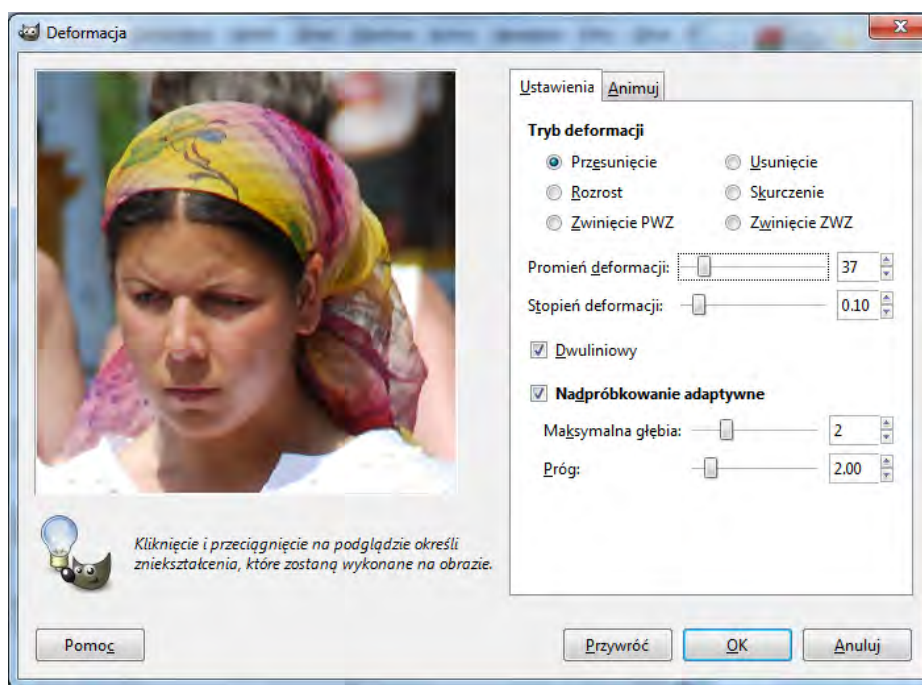 Deformacja
Ustawienia Animuj
Tryb deformacji
Przesunięcie Usunięcie
Rozrost Skurczenie
Zwinięcie PWZ Zwinięcie ZWZ
Promień deformacji: 37
Stopień deformacji: 0.10
Dwuliniowy
Nadpróbkowanie adaptywne
Maksymalna głębia: 2
Próg: 2.00
Kliknięcie i przeciągnięcie na podglądzie określi
zniekształcenia, które zostaną wykonane na obrazie.
Pomoc Przywróć OK Anuluj